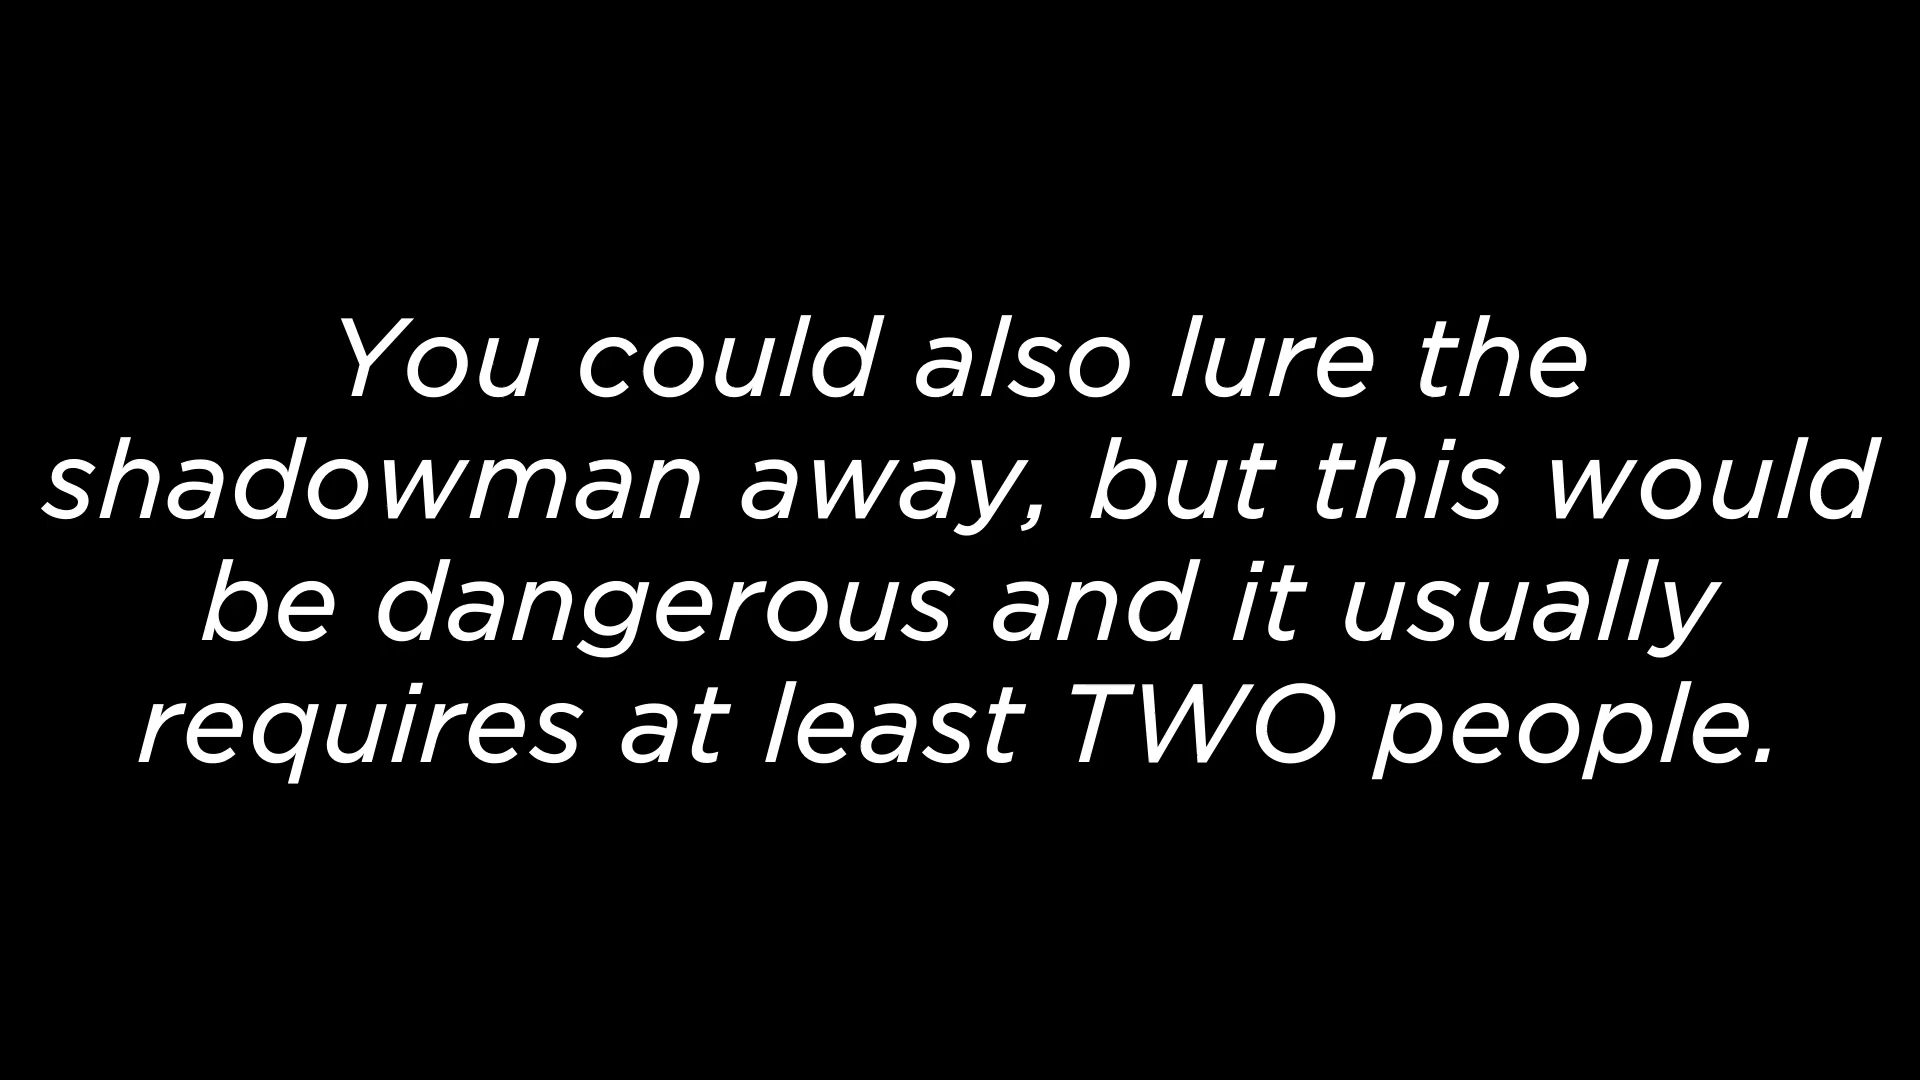 You could also lure the
shadowman away, but this would
be dangerous and it usually
requires at least TWO people.